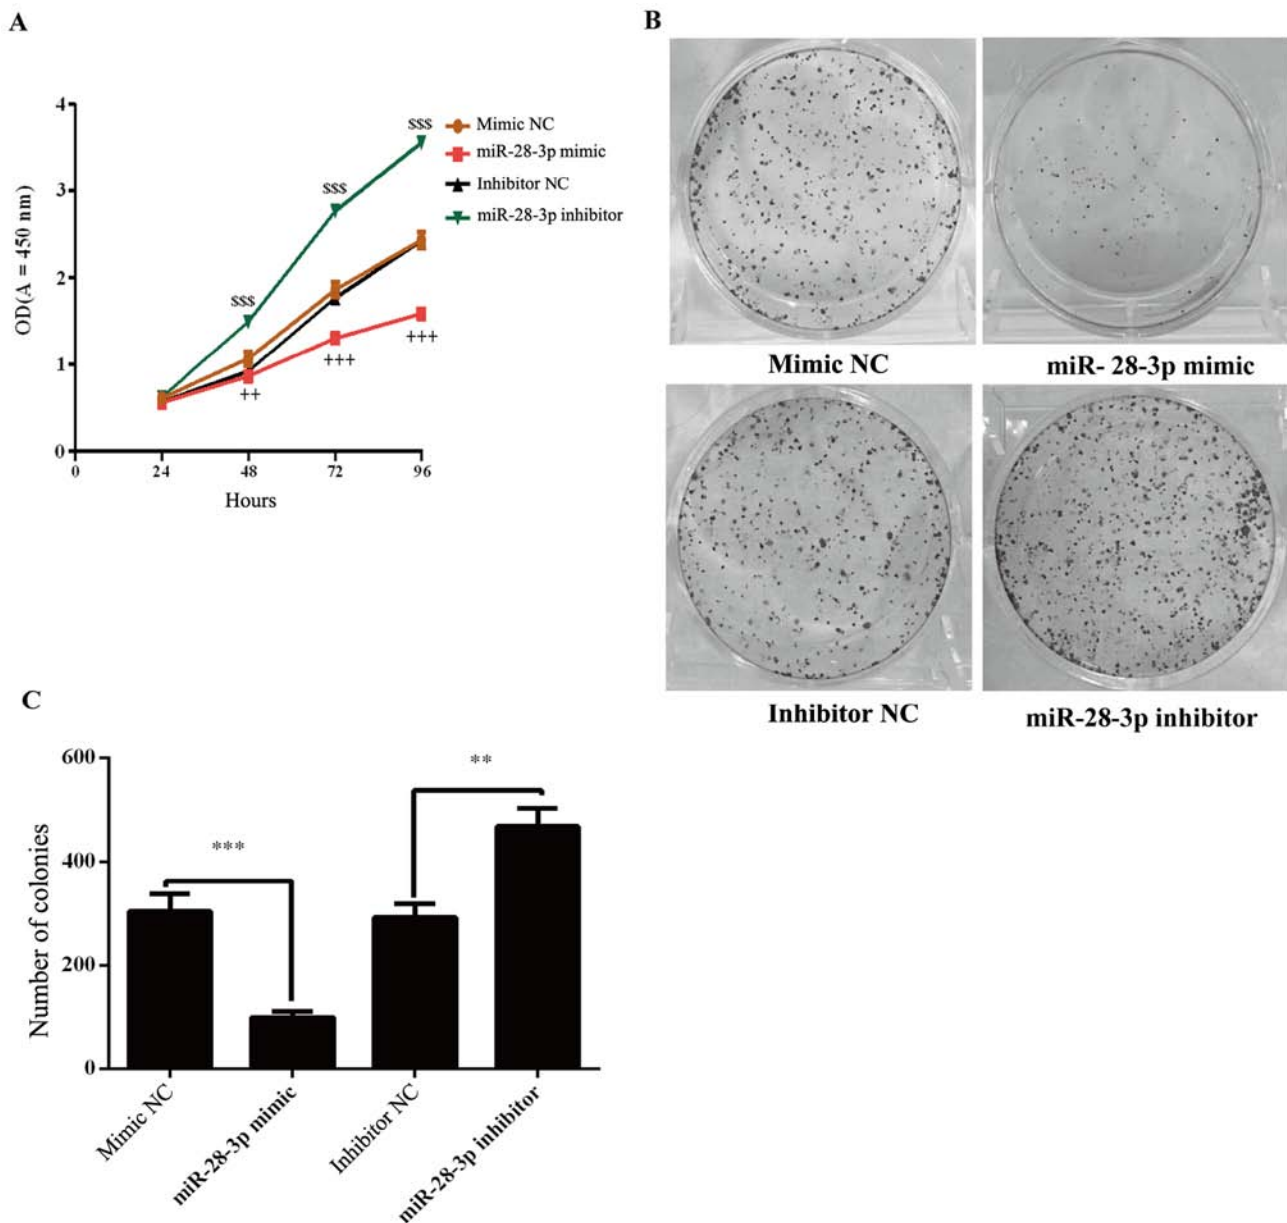 A
4
3
2
1
0
OD(A = 450 nm)
0 24 48 72 96
Hours
$$$
$$$
$$$
++
+++
+++
Mimic NC
miR-28-3p mimic
Inhibitor NC
miR-28-3p inhibitor
B
Mimic NC
miR- 28-3p mimic
Inhibitor NC
miR-28-3p inhibitor
C
600
400
200
0
Number of colonies
***
**
Mimic NC
miR-28-3p mimic
Inhibitor NC
miR-28-3p inhibitor